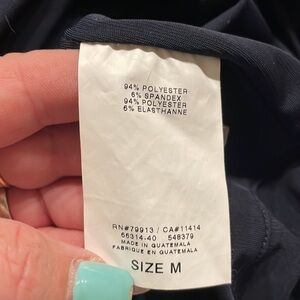 94% POLYESTER
6% SPANDEX
94% POLYESTER
6% ELASTHANNE
RN#79913 / CA#11414
66314-40 548379
MADE IN GUATEMALA
FABRIQUE EN GUATEMALA
SIZE M